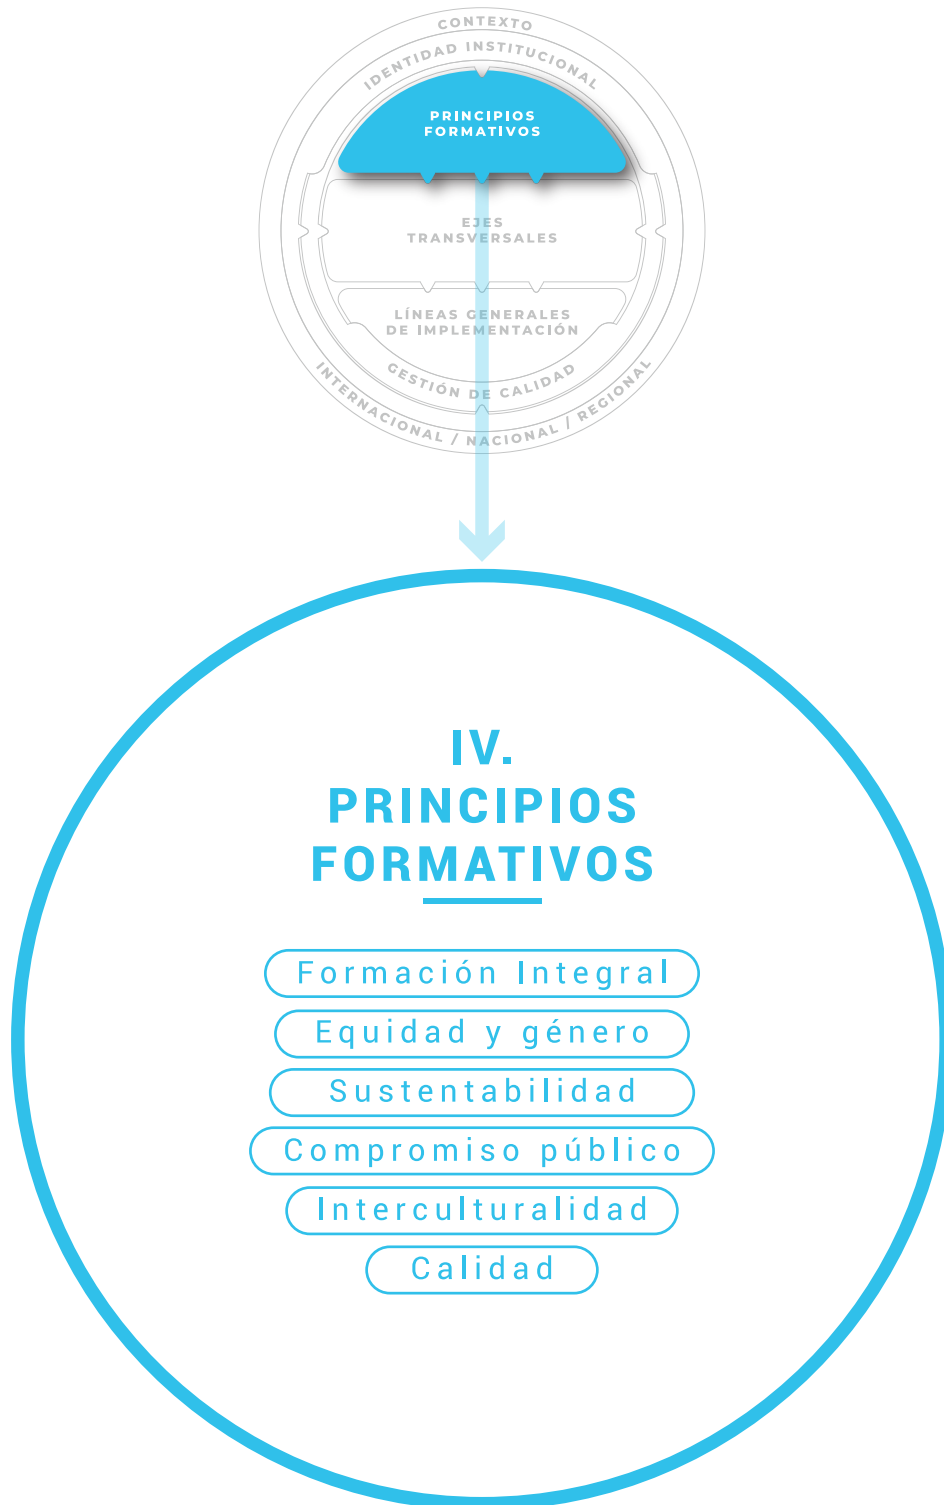 CONTEXTO
IDENTIDAD INSTITUCIONAL
PRINCIPIOS
FORMATIVOS
EJES
TRANSVERSALES
LÍNEAS GENERALES
DE IMPLEMENTACIÓN
GESTIÓN DE CALIDAD
INTERNACIONAL / NACIONAL / REGIONAL
IV.
PRINCIPIOS
FORMATIVOS
Formación Integral
Equidad y género
Sustentabilidad
Compromiso público
Interculturalidad
Calidad